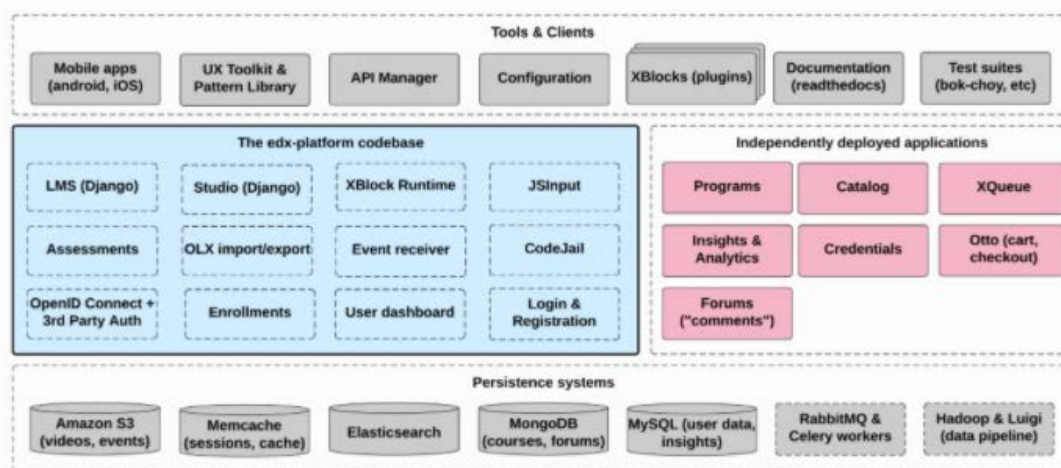 Tools & Clients
Mobile apps
(android, iOS)
UX Toolkit &
Pattern Library
API Manager
Configuration
XBlocks (plugins)
Documentation
(readthedocs)
Test suites
(bok-choy, etc)
The edx-platform codebase
LMS (Django)
Studio (Django)
XBlock Runtime
JSInput
Assessments
OLX import/export
Event receiver
CodeJail
OpenID Connect +
3rd Party Auth
Enrollments
User dashboard
Login &
Registration
Independently deployed applications
Programs
Catalog
XQueue
Insights &
Analytics
Credentials
Otto (cart,
checkout)
Forums
("comments")
Persistence systems
Amazon S3
(videos, events)
Memcache
(sessions, cache)
Elasticsearch
MongoDB
(courses, forums)
MySQL (user data,
insights)
RabbitMQ &
Celery workers
Hadoop & Luigi
(data pipeline)